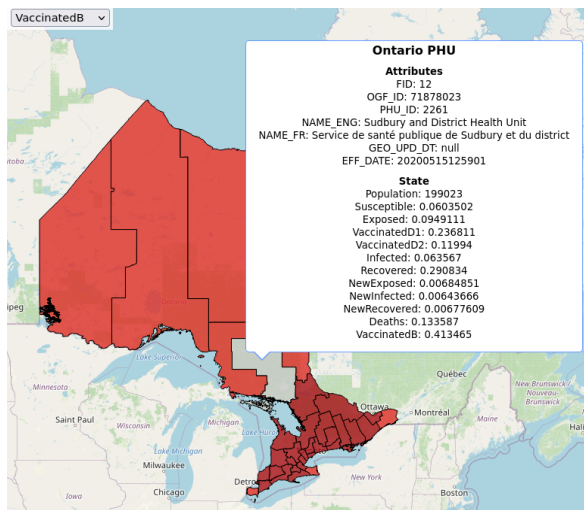 VaccinatedB
Ontario PHU
Attributes
FID: 12
OGF_ID: 71878023
PHU_ID: 2261
NAME_ENG: Sudbury and District Health Unit
NAME_FR: Service de santé publique de Sudbury et du district
GEO_UPD_DT: null
EFF_DATE: 20200515125901
State
Population: 199023
Susceptible: 0.0603502
Exposed: 0.0949111
VaccinatedD1: 0.236811
VaccinatedD2: 0.11994
Infected: 0.063567
Recovered: 0.290834
NewExposed: 0.00684851
NewInfected: 0.00643666
NewRecovered: 0.00677609
Deaths: 0.133587
VaccinatedB: 0.413465
itoba
ipeg
Lake Superior
Minnesota
Québec
New Brunswick /
Nouveau-
Brunswick
Saint Paul
Wisconsin
Michigan
Lake Huro
Ottawa
Montréal
Maine
Hali
Lake Michigan
Milwaukee
Detro
New York
Iowa
Chicago
Boston